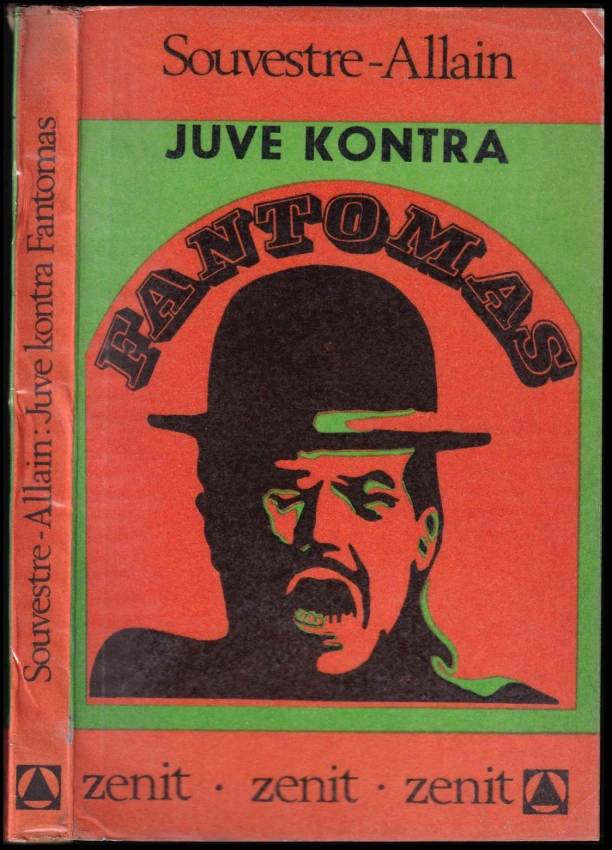 Souvestre-Allain
JUVE KONTRA
FANTOMAS
zenit · zenit · zenit
Souvestre-Allain: Juve kontra Fantomas